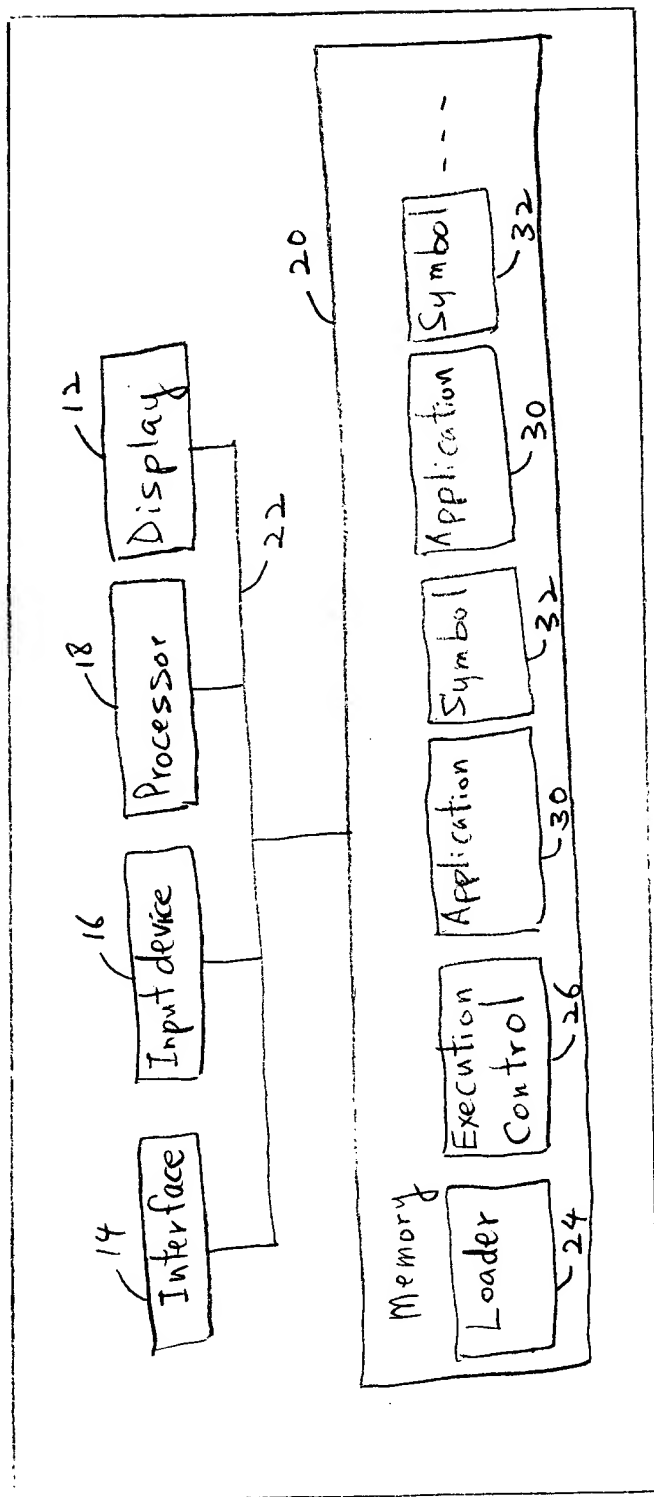 14
Interface
16
Input device
18
Processor
12
Display
22
20
Memory
Loader
24
Execution
Control
26
Application
30
Symbol
32
Application
30
Symbol
32
---